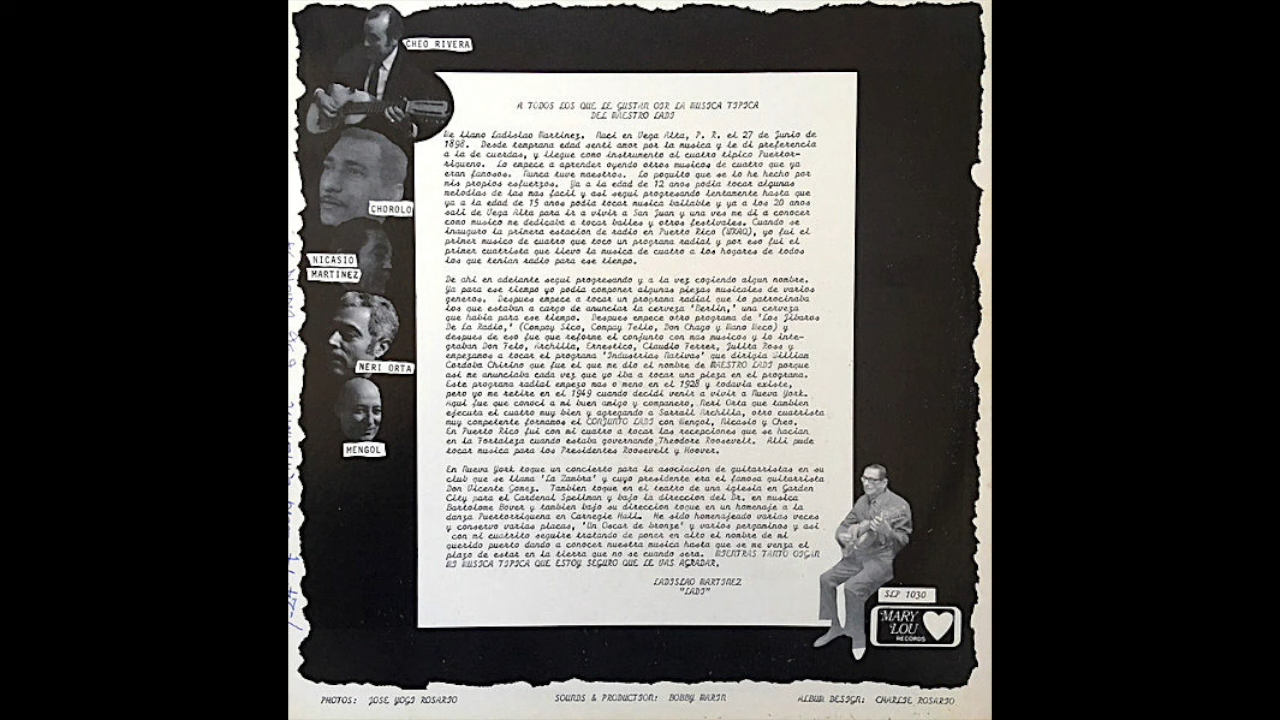 CHEO RIVERA
CHOROLO
NICASIO
MARTINEZ
NERI ORTA
MENGOL
A TODOS LOS QUE LE GUSTAN OIR LA MUSICA TIPICA
DEL MAESTRO LADI
Me llamo Ladislao Martinez. Naci en Vega Alta, P. R. el 27 de Junio de
1898. Desde temprana edad senti amor por la musica y le di preferencia
a la de cuerdas, y llegue como instrumento al cuatro tipico Puertor-
riqueno. Lo empece a aprender oyendo otros musicos de cuatro que ya
eran famosos. Nunca tuve maestros. Lo poquito que se lo he hecho por
mis propios esfuerzos. Ya a la edad de 12 anos podia tocar algunas
melodias de las mas facil y asi segui progresando lentamente hasta que
ya a la edad de 15 anos podia tocar musica bailable y ya a los 20 anos
sali de Vega Alta para ir a vivir a San Juan y una ves me di a conocer
como musico me dedicaba a tocar bailes y otros festivales. Cuando se
inauguro la primera estacion de radio en Puerto Rico (WKAQ), yo fui el
primer musico de cuatro que toco un programa radial y por eso fui el
primer cuatrista que llevo la musica de cuatro a los hogares de todos
los que tenian radio para ese tiempo.
De ahi en adelante segui progresando y a la vez cogiendo algun nombre.
Ya para ese tiempo yo podia componer algunas piezas musicales de varios
generos. Despues empece a tocar un programa radial que lo patrocinaba
los que estaban a cargo de anunciar la cerveza 'Berlin,' una cerveza
que habia para ese tiempo. Despues empece otro programa de 'Los Jibaros
De La Radio,' (Compay Sico, Compay Tello, Don Chago y Nano Meco) y
despues de eso fue que reforme el conjunto con mas musicos y lo inte-
graban Don Felo, Archilla, Ernestico, Claudio Ferrer, Julita Ross y
empezamos a tocar el programa 'Industrias Nativas' que dirigia William
Cordoba Chirino que fue el que me dio el nombre de MAESTRO LADI porque
asi me anunciaba cada vez que yo iba a tocar una pieza en el programa.
Este programa radial empezo mas o meno en el 1928 y todavia existe,
pero yo me retire en el 1949 cuando decidi venir a vivir a Nueva York.
Aqui fue que conoci a mi buen amigo y companero, Neri Orta que tambien
ejecuta el cuatro muy bien y agregando a Sarrail Archilla, otro cuatrista
muy competente formamos el CONJUNTO LADI con Mengol, Nicasio y Cheo.
En Puerto Rico fui con mi cuatro a tocar las recepciones que se hacian
en la Fortaleza cuando estaba governando Theodore Roosevelt. Alli pude
tocar musica para los Presidentes Roosevelt y Hoover.
En Nueva York toque un concierto para la asociacion de guitarristas en su
club que se llama 'La Zambra' y cuyo presidente era el famoso guitarrista
Don Vicente Gomez. Tambien toque en el teatro de una iglesia en Garden
City para el Cardenal Spellman y bajo la direccion del Dr. en musica
Bartolome Bover y tambien bajo su direccion toque en un homenaje a la
danza Puertorriquena en Carnegie Hall. He sido homenajeado varias veces
y conservo varias placas, 'Un Oscar de bronze' y varios pergaminos y asi
con mi cuatrito seguire tratando de poner en alto el nombre de mi
querido puerto dando a conocer nuestra musica hasta que se me venza el
plazo de estar en la tierra que no se cuando sera. MIENTRAS TANTO OIGAN
MI MUSICA TIPICA QUE ESTOY SEGURO QUE LE VAS AGRADAR.
LADISLAO MARTINEZ
"LADI"
SLP 1030
MARY
LOU
RECORDS
PHOTOS: JOSE YOGI ROSARIO
SOUNDS & PRODUCTION: BOBBY MARIN
ALBUM DESIGN: CHARLIE ROSARIO